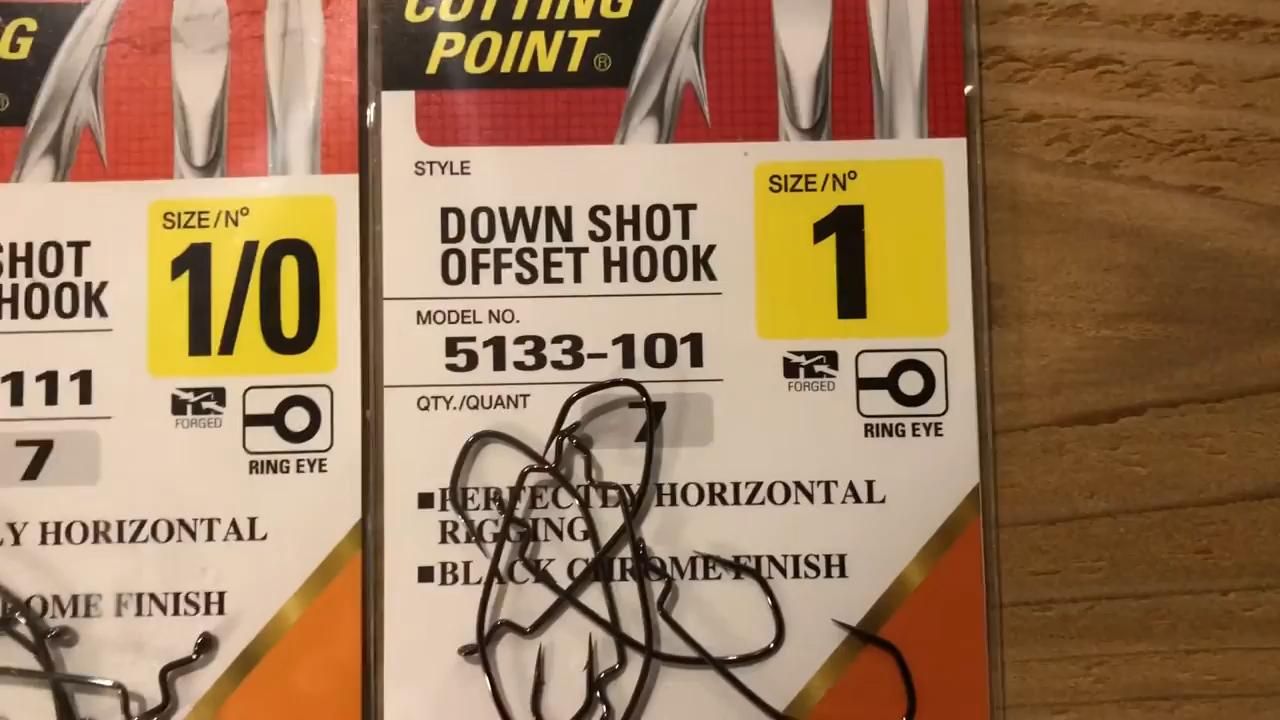 G
®
SIZE/Nº
1/0
SHOT
HOOK
111
7
FORGED
RING EYE
LY HORIZONTAL
ROME FINISH
CUTTING
POINT®
STYLE
SIZE/Nº
1
DOWN SHOT
OFFSET HOOK
MODEL NO.
5133-101
FORGED
RING EYE
QTY./QUANT
7
■PERFECTLY HORIZONTAL
RIGGING
■BLACK CHROME FINISH